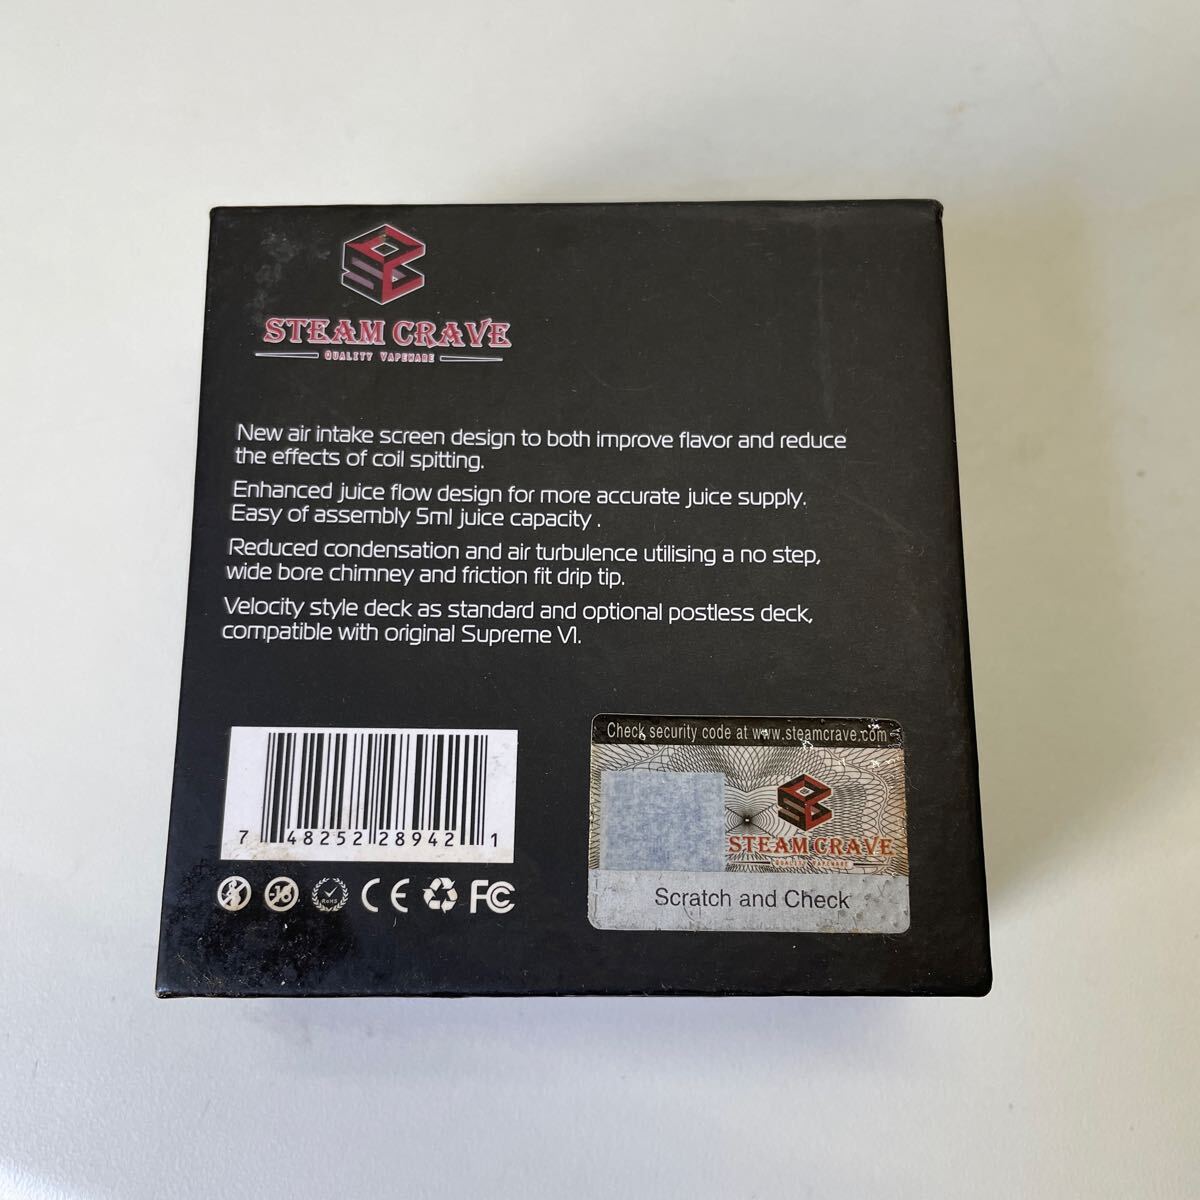 STEAM CRAVE
QUALITY VAPEWARE
New air intake screen design to both improve flavor and reduce
the effects of coil spitting.
Enhanced juice flow design for more accurate juice supply.
Easy of assembly 5ml juice capacity .
Reduced condensation and air turbulence utilising a no step,
wide bore chimney and friction fit drip tip.
Velocity style deck as standard and optional postless deck,
compatible with original Supreme V1.
7 48252 28942 1
-18 RoHS CE FC
Check security code at www.steamcrave.com
STEAM CRAVE
QUALITY VAPEWARE
Scratch and Check